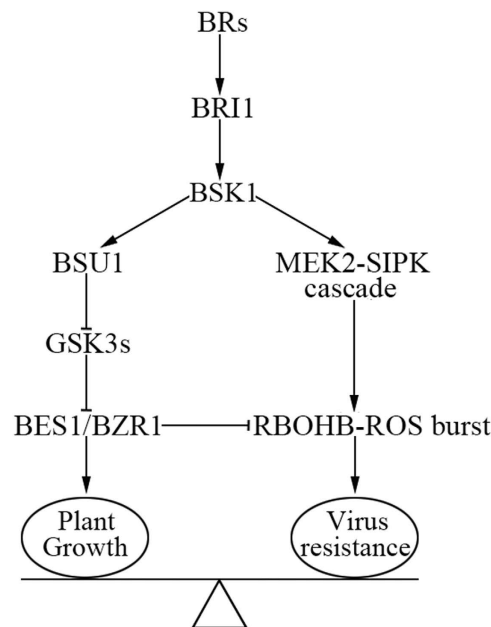 BRs
BRI1
BSK1
BSU1
MEK2-SIPK
cascade
GSK3s
BES1/BZR1
RBOHB-ROS burst
Plant
Growth
Virus
resistance